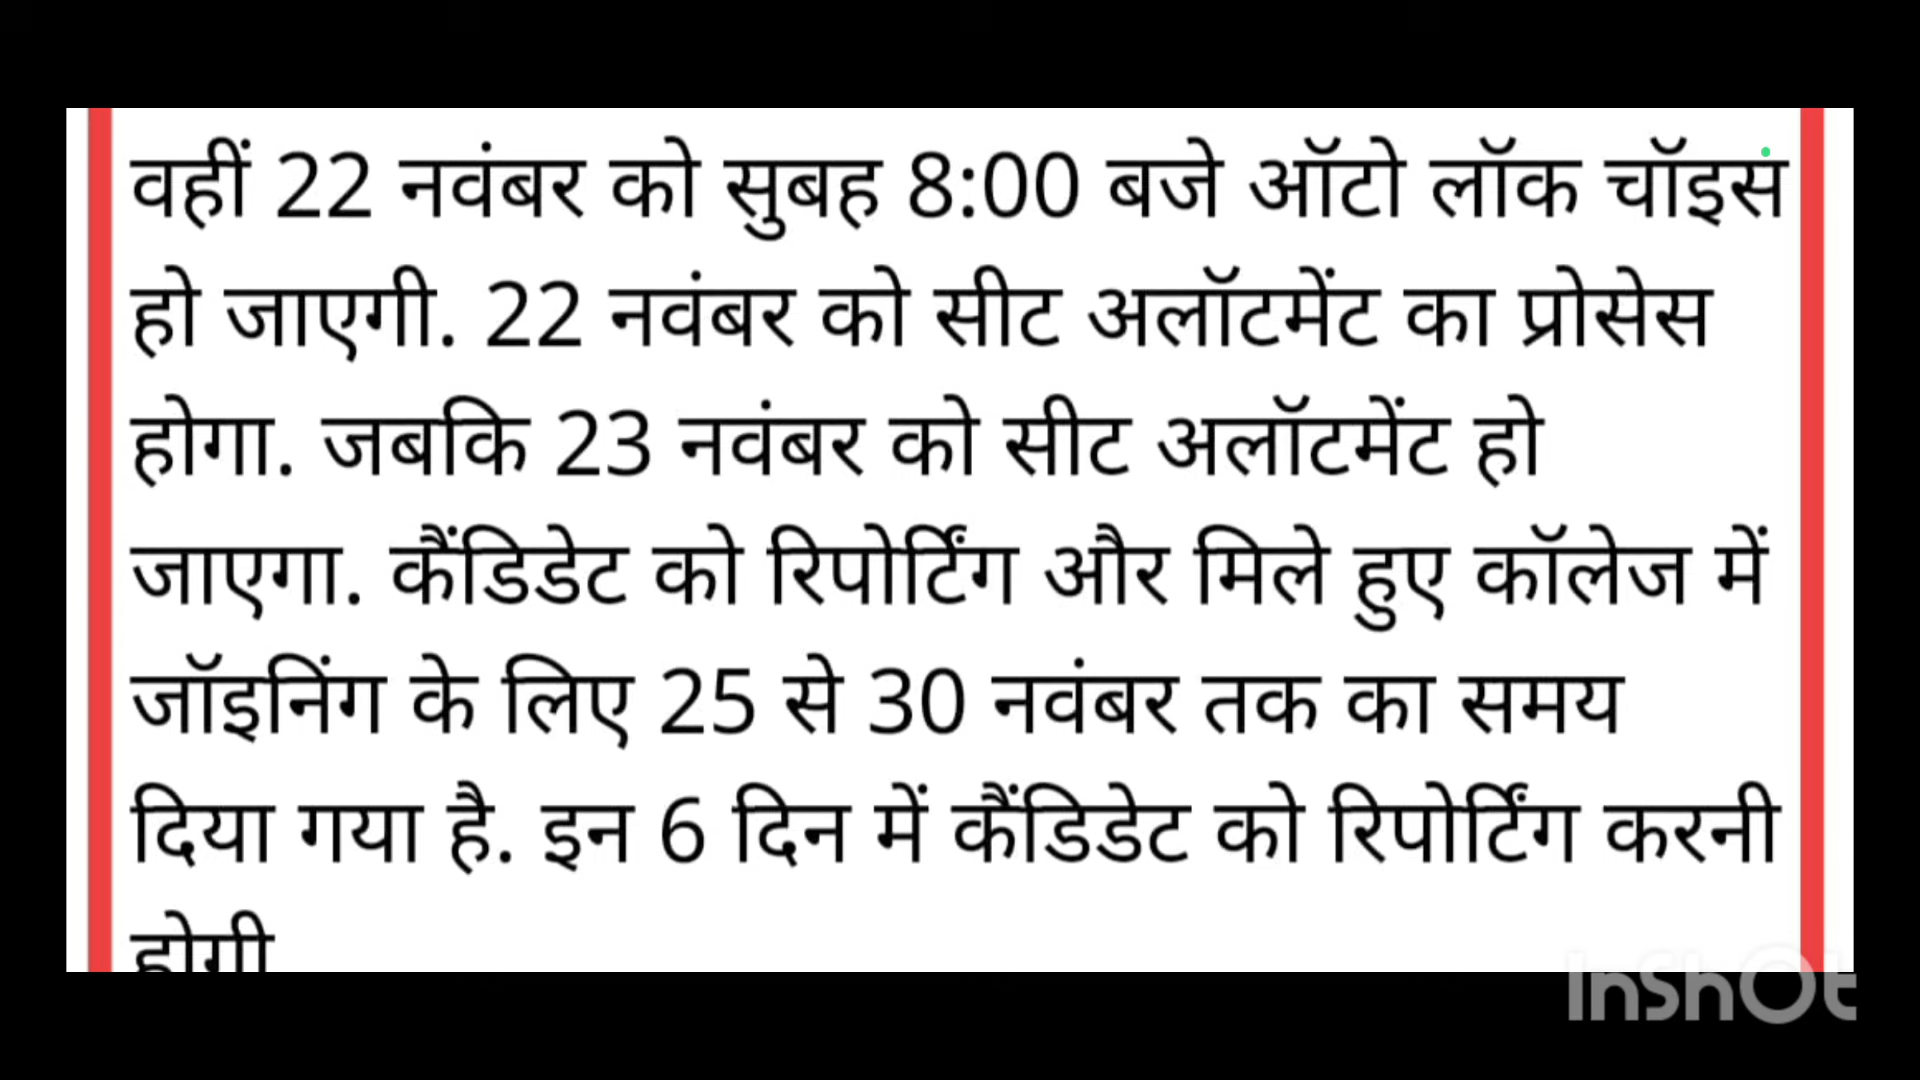 वहीं 22 नवंबर को सुबह 8:00 बजे ऑटो लॉक चॉइस
हो जाएगी. 22 नवंबर को सीट अलॉटमेंट का प्रोसेस
होगा. जबकि 23 नवंबर को सीट अलॉटमेंट हो
जाएगा. कैंडिडेट को रिपोर्टिंग और मिले हुए कॉलेज में
जॉइनिंग के लिए 25 से 30 नवंबर तक का समय
दिया गया है. इन 6 दिन में कैंडिडेट को रिपोर्टिंग करनी
होगी
InShOt